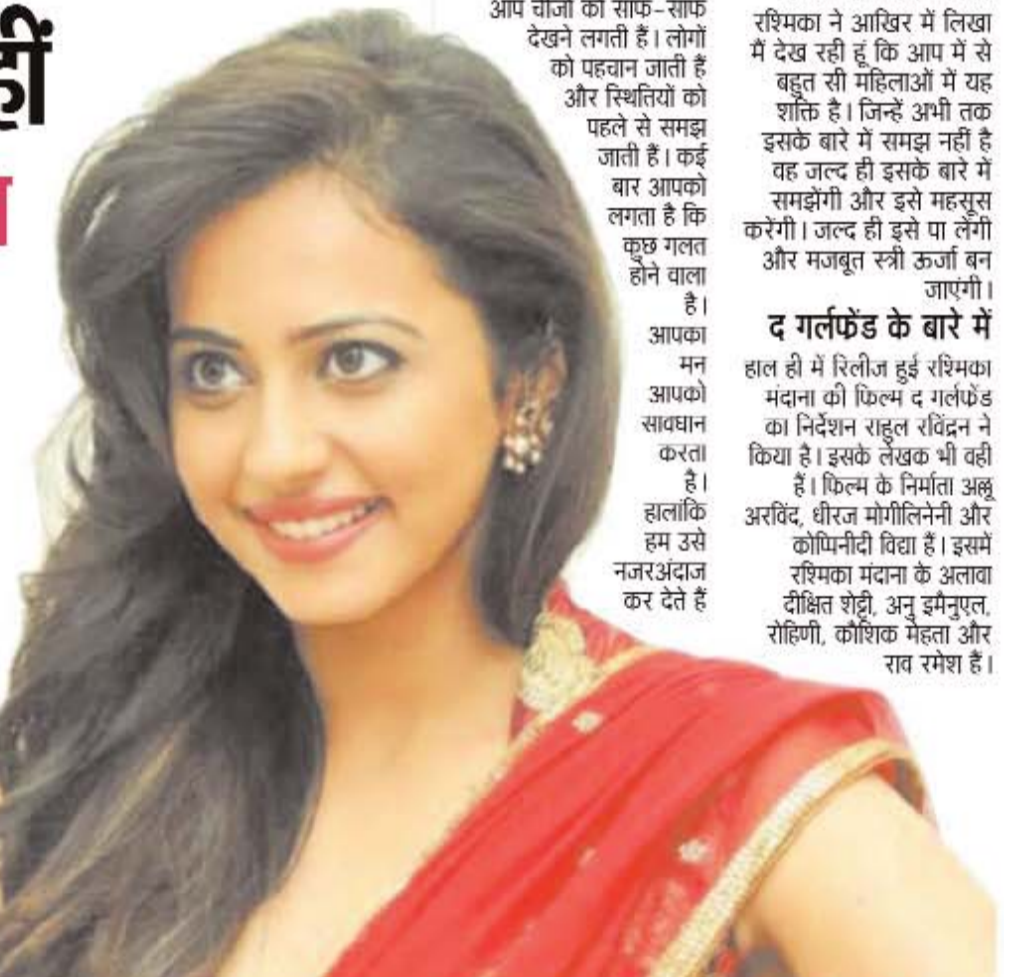 हीं
आप चीजों को साफ-साफ
देखने लगती हैं। लोगों
को पहचान जाती हैं
और स्थितियों को
पहले से समझ
जाती हैं। कई
बार आपको
लगता है कि
कुछ गलत
होने वाला
है।
आपका
मन
आपको
सावधान
करता
है।
हालांकि
हम उसे
नजरअंदाज
कर देते हैं
रश्मिका ने आखिर में लिखा
मैं देख रही हूं कि आप में से
बहुत सी महिलाओं में यह
शक्ति है। जिन्हें अभी तक
इसके बारे में समझ नहीं है
वह जल्द ही इसके बारे में
समझेंगी और इसे महसूस
करेंगी। जल्द ही इसे पा लेंगी
और मजबूत स्त्री ऊर्जा बन
जाएंगी।
द गर्लफ्रेंड के बारे में
हाल ही में रिलीज हुई रश्मिका
मंदाना की फिल्म द गर्लफ्रेंड
का निर्देशन राहुल रविंद्रन ने
किया है। इसके लेखक भी वही
हैं। फिल्म के निर्माता अल्लू
अरविंद, धीरज मोगीलिनेनी और
कोप्पिनीदी विद्या हैं। इसमें
रश्मिका मंदाना के अलावा
दीक्षित शेट्टी, अनु इमैनुएल,
रोहिणी, कौशिक मेहता और
राव रमेश हैं।